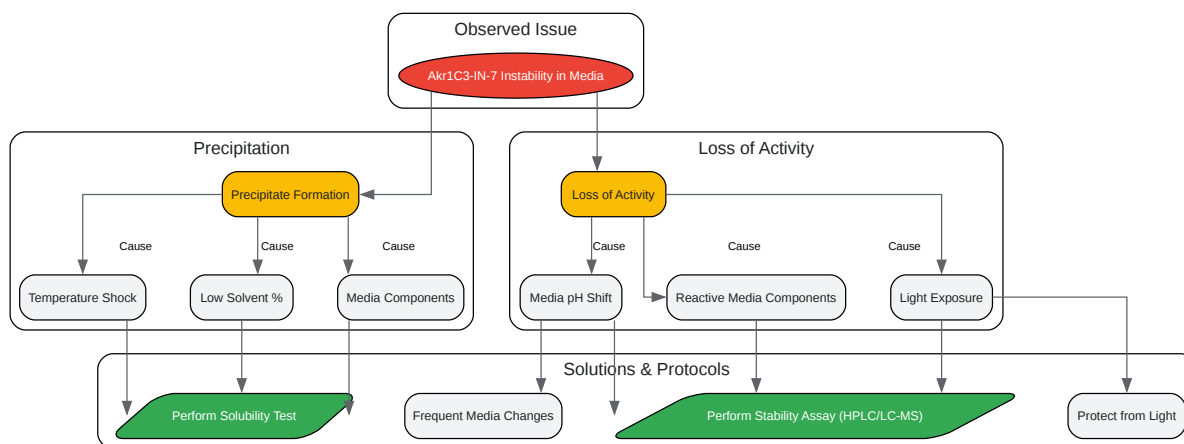 Observed Issue
Akr1C3-IN-7 Instability in Media
Precipitation
Loss of Activity
Precipitate Formation
Loss of Activity
Cause
Cause
Cause
Cause
Cause
Cause
Temperature Shock
Low Solvent %
Media Components
Media pH Shift
Reactive Media Components
Light Exposure
Solutions & Protocols
Perform Solubility Test
Frequent Media Changes
Perform Stability Assay (HPLC/LC-MS)
Protect from Light